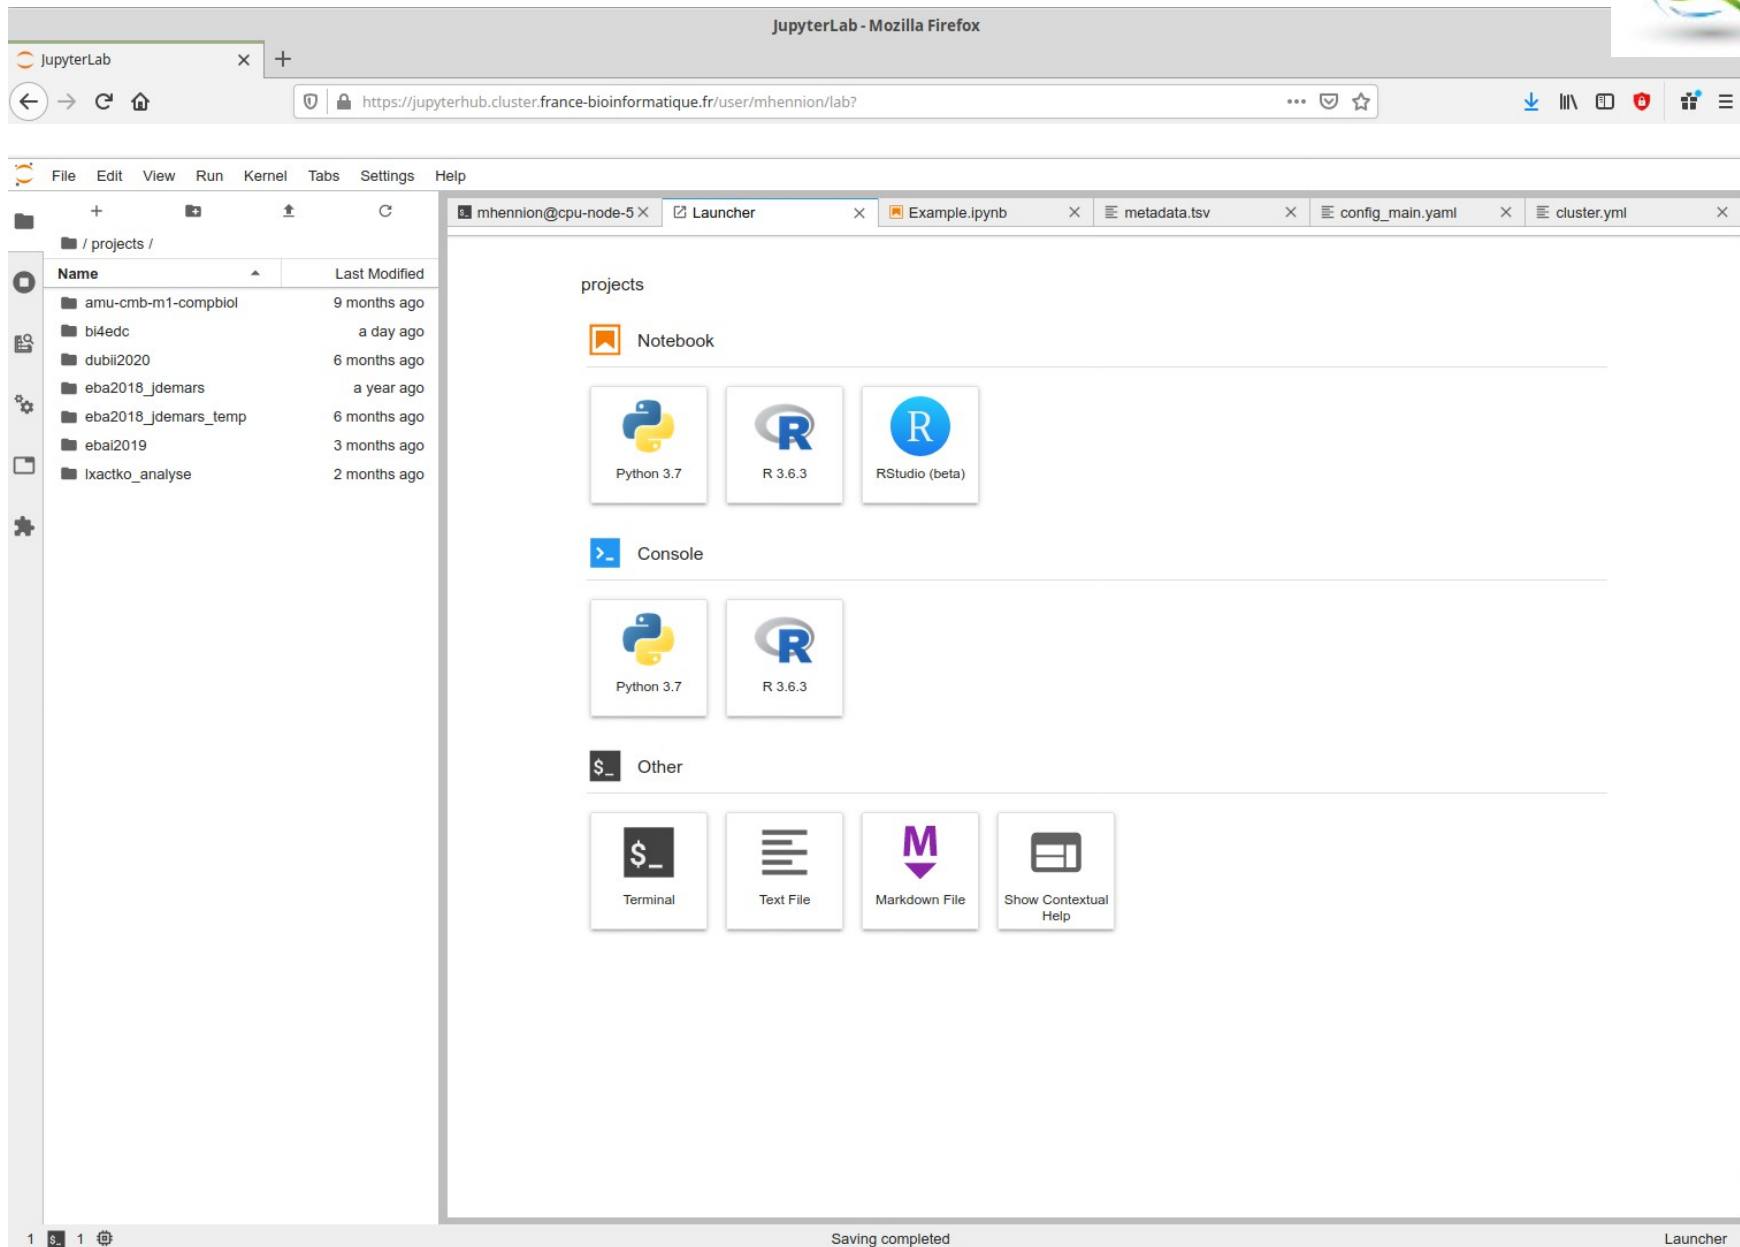 JupyterLab - Mozilla Firefox
JupyterLab
https://jupyterhub.cluster.france-bioinformatique.fr/user/mhennion/lab?
File Edit View Run Kernel Tabs Settings Help
mhennion@cpu-node-5 Launcher Example.ipynb metadata.tsv config_main.yaml cluster.yml
/ projects /
Name Last Modified
amu-cmb-m1-compbiol 9 months ago
bi4edc a day ago
dubii2020 6 months ago
eba2018_jdemars a year ago
eba2018_jdemars_temp 6 months ago
ebai2019 3 months ago
lxactko_analyse 2 months ago
projects
Notebook
Python 3.7 R 3.6.3 RStudio (beta)
Console
Python 3.7 R 3.6.3
$_ Other
Terminal Text File Markdown File Show Contextual
Help
1 $_ 1 Saving completed Launcher